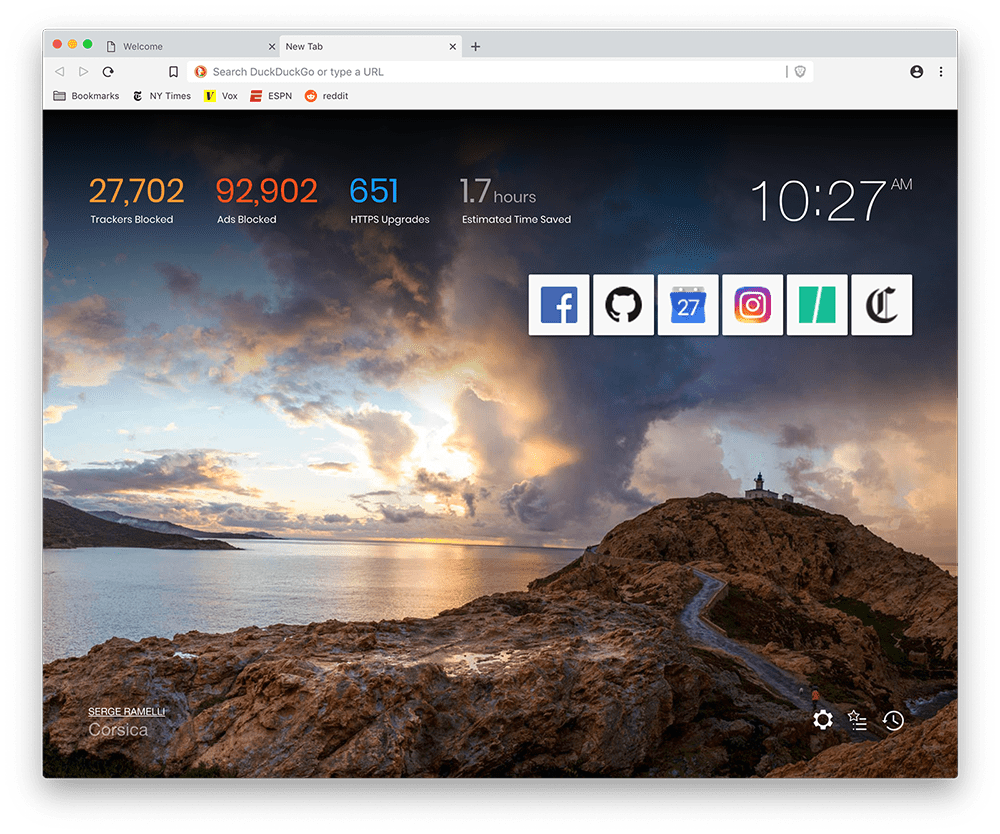 Welcome
New Tab
Search DuckDuckGo or type a URL
Bookmarks NY Times Vox ESPN reddit
27,702 92,902 651 1.7 hours
Trackers Blocked Ads Blocked HTTPS Upgrades Estimated Time Saved
10:27 AM
27
SERGE RAMELLI
Corsica